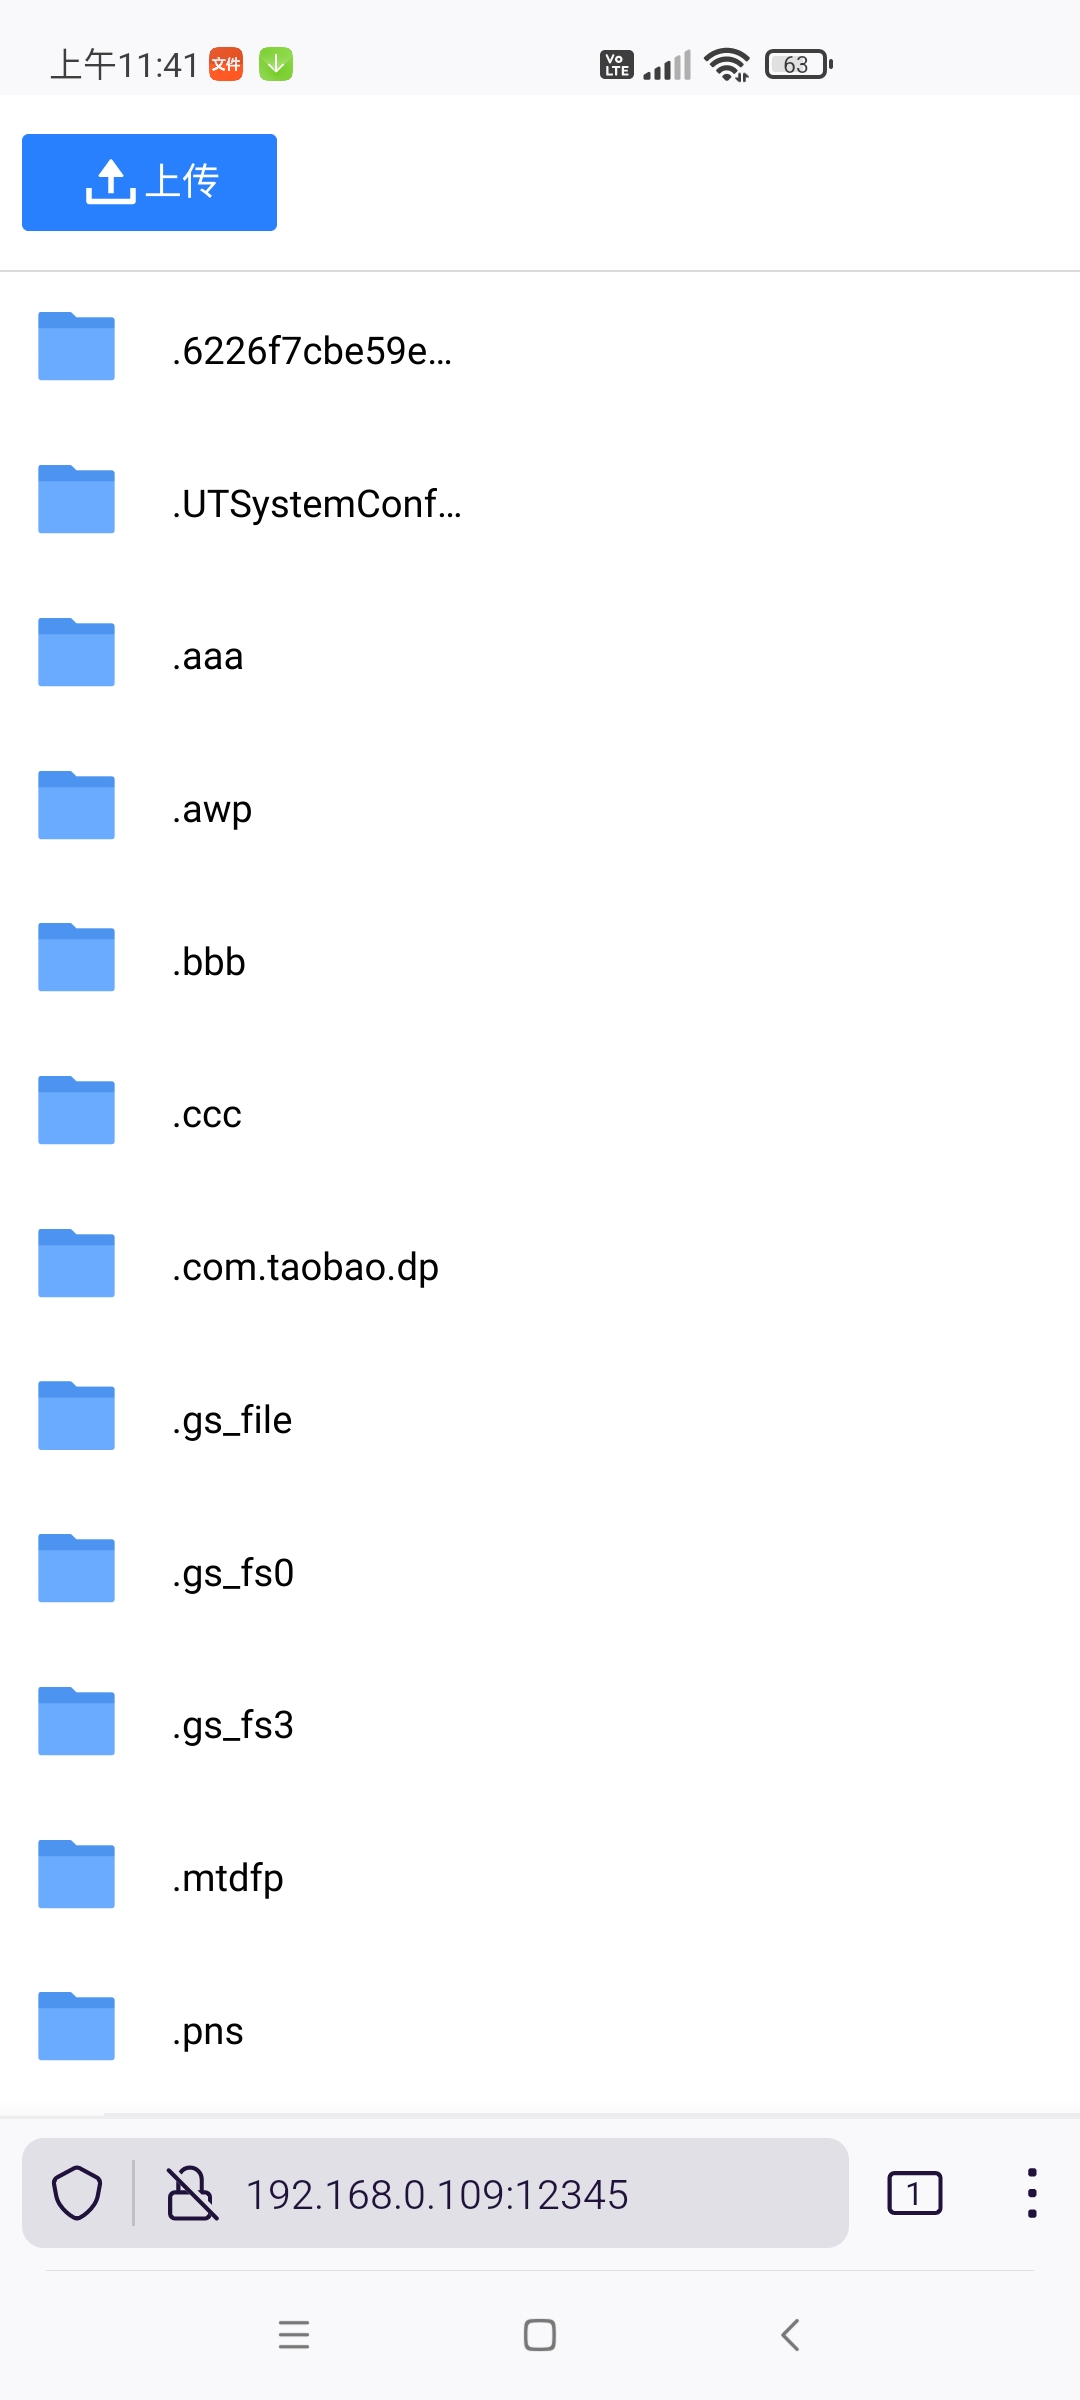 上午11:41 文件 Vo LTE 63
上传
.6226f7cbe59e...
.UTSystemConf...
.aaa
.awp
.bbb
.ccc
.com.taobao.dp
.gs_file
.gs_fs0
.gs_fs3
.mtdfp
.pns
192.168.0.109:12345 1